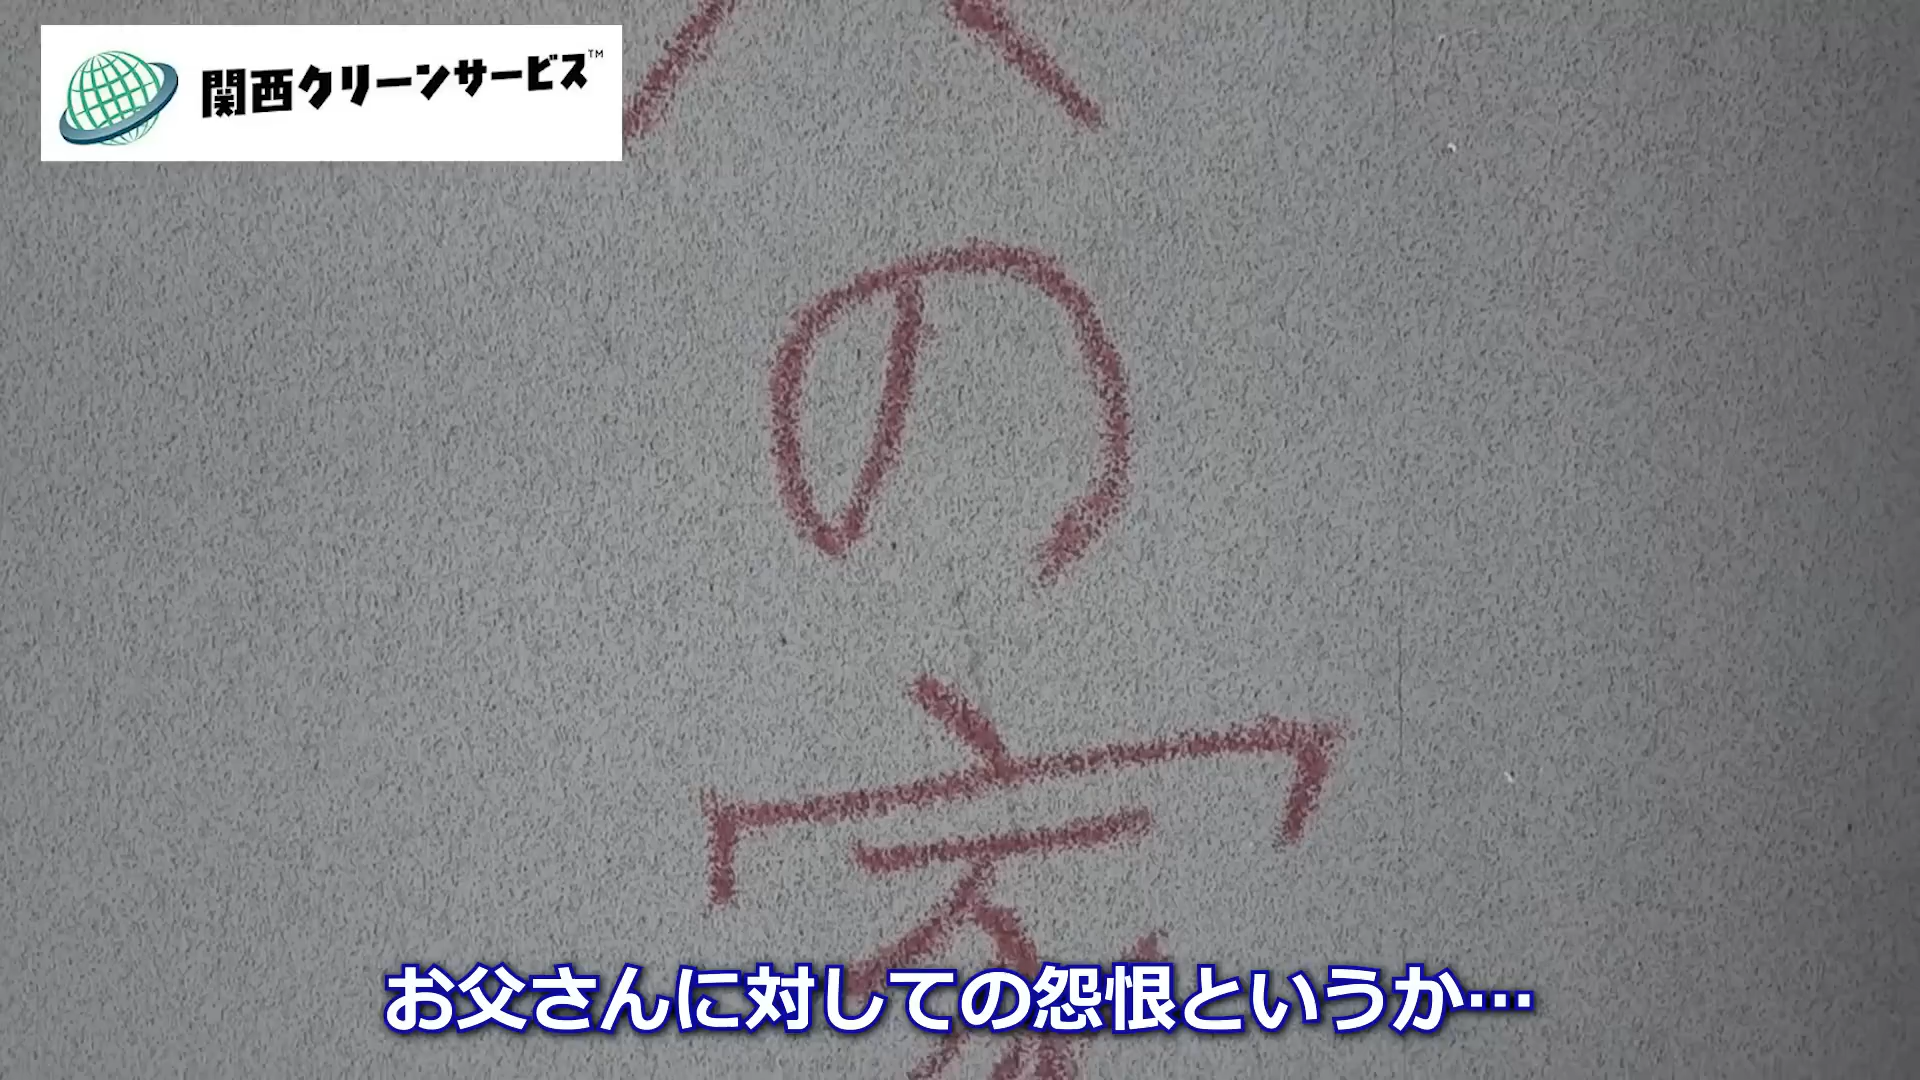 関西クリーンサービス™
の
家
お父さんに対しての怨恨というか…